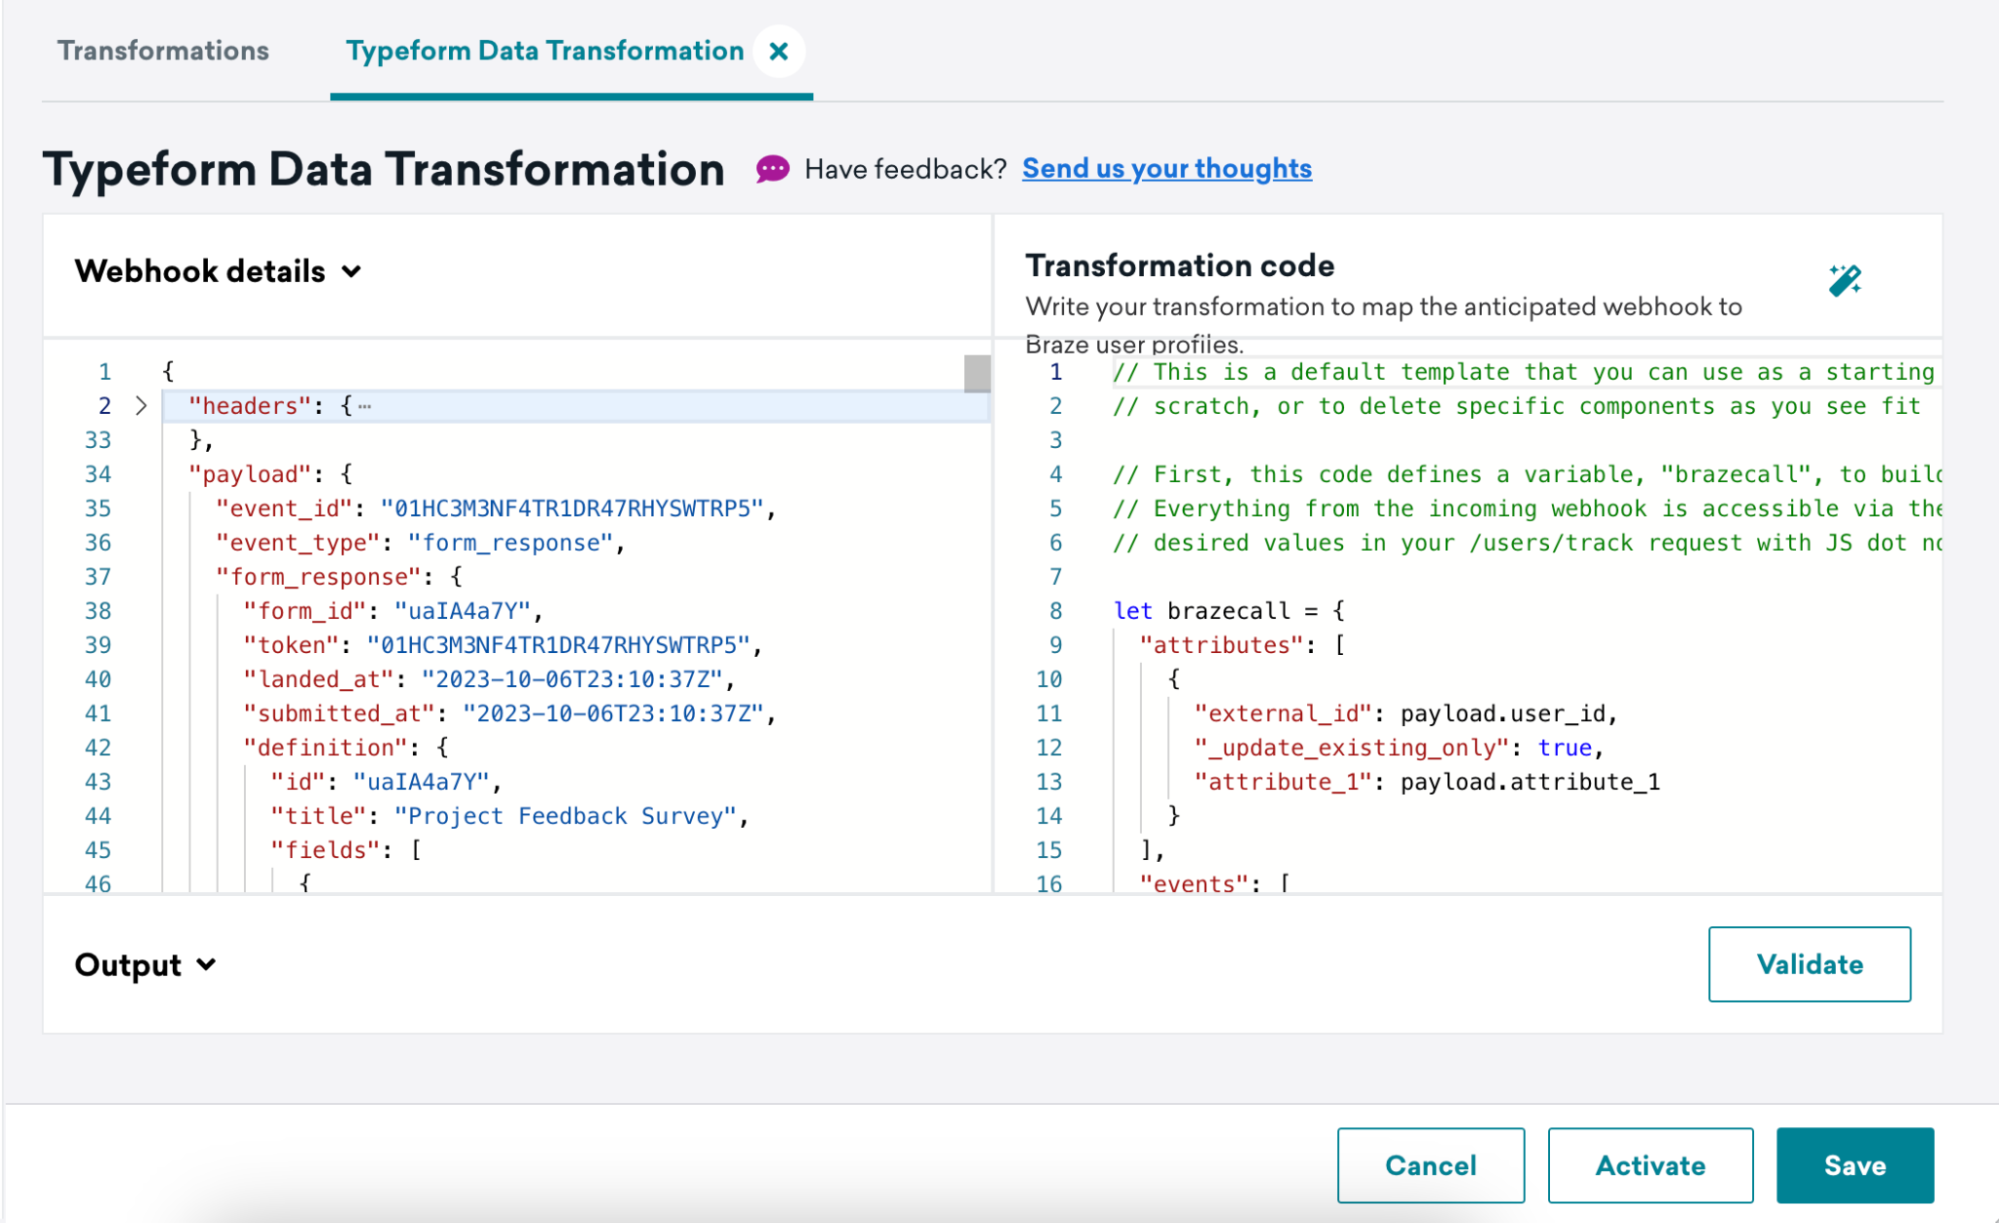 Transformations
Typeform Data Transformation
Typeform Data Transformation
Have feedback? Send us your thoughts
Webhook details
1 {
2 "headers": {
33 },
34 "payload": {
35 "event_id": "01HC3M3NF4TR1DR47RHYSWTRP5",
36 "event_type": "form_response",
37 "form_response": {
38 "form_id": "uaIA4a7Y",
39 "token": "01HC3M3NF4TR1DR47RHYSWTRP5",
40 "landed_at": "2023-10-06T23:10:37Z",
41 "submitted_at": "2023-10-06T23:10:37Z",
42 "definition": {
43 "id": "uaIA4a7Y",
44 "title": "Project Feedback Survey",
45 "fields": [
46 {
Transformation code
Write your transformation to map the anticipated webhook to
Braze user profiles.
1 // This is a default template that you can use as a starting
2 // scratch, or to delete specific components as you see fit
3
4 // First, this code defines a variable, "brazecall", to build
5 // Everything from the incoming webhook is accessible via the
6 // desired values in your /users/track request with JS dot
7
8 let brazecall = {
9 "attributes": [
10 {
11 "external_id": payload.user_id,
12 "_update_existing_only": true,
13 "attribute_1": payload.attribute_1
14 }
15 ],
16 "events": [
Output
Validate
Cancel
Activate
Save